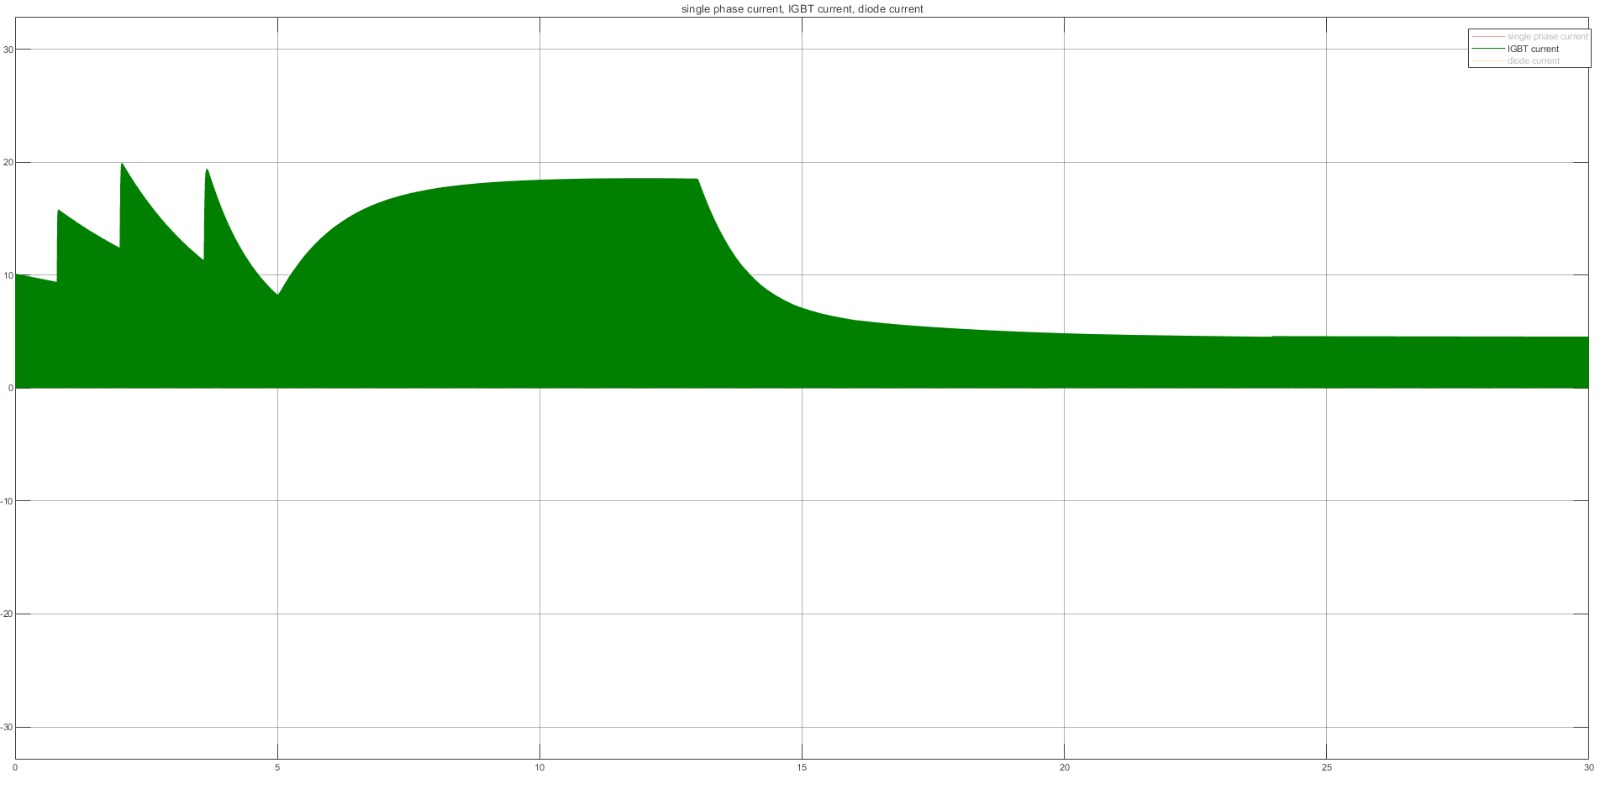 single phase current, IGBT current, diode current
single phase current
IGBT current
diode current
30
20
10
0
-10
-20
-30
0 5 10 15 20 25 30